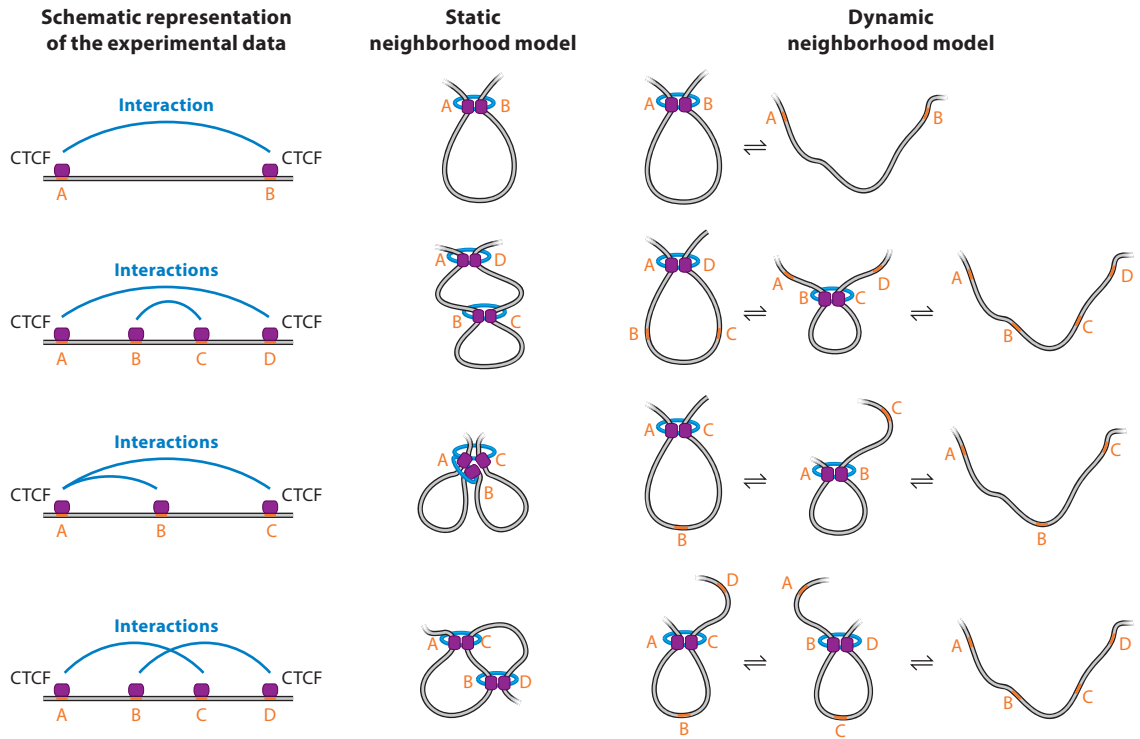 Schematic representation
of the experimental data
Static
neighborhood model
Dynamic
neighborhood model
Interaction
CTCF
CTCF
A
B
A
B
A
B
A
B
Interactions
CTCF
CTCF
A
B
C
D
A
D
B
C
A
D
B
C
A
D
B
C
A
D
B
C
Interactions
CTCF
CTCF
A
B
C
A
C
B
A
C
B
C
A
B
A
C
B
Interactions
CTCF
CTCF
A
B
C
D
A
C
B
D
D
A
C
B
A
B
D
C
A
D
B
C